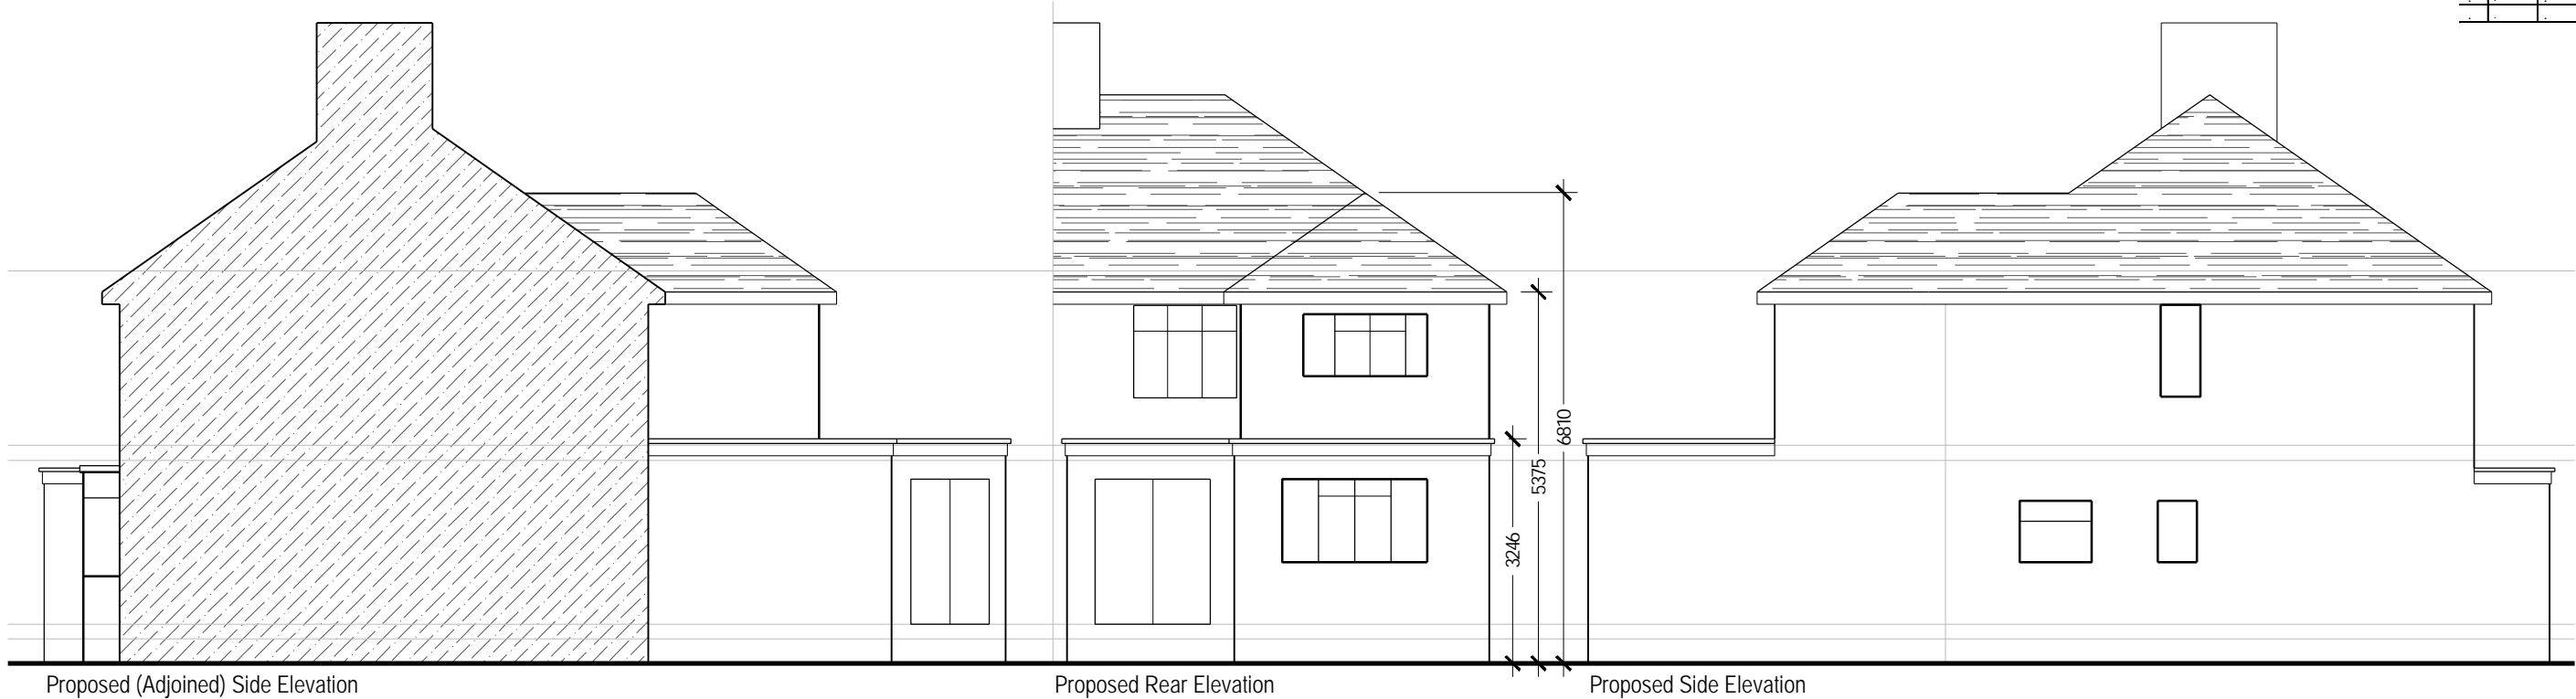 6810
5375
3246
Proposed (Adjoined) Side Elevation
Proposed Rear Elevation
Proposed Side Elevation